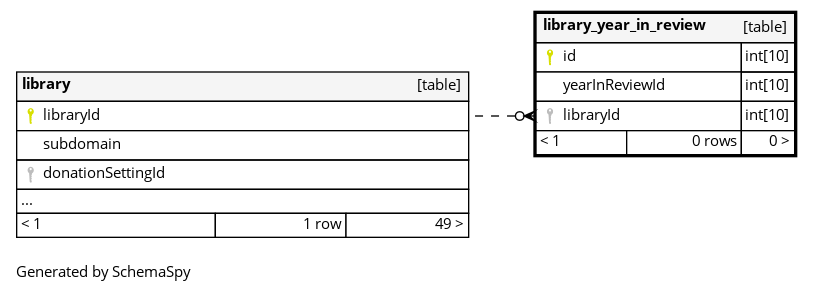 library_year_in_review [table]
id int[10]
yearInReviewId int[10]
libraryId int[10]
< 1 0 rows 0 >
library [table]
libraryId
subdomain
donationSettingId
...
< 1 1 row 49 >
Generated by SchemaSpy